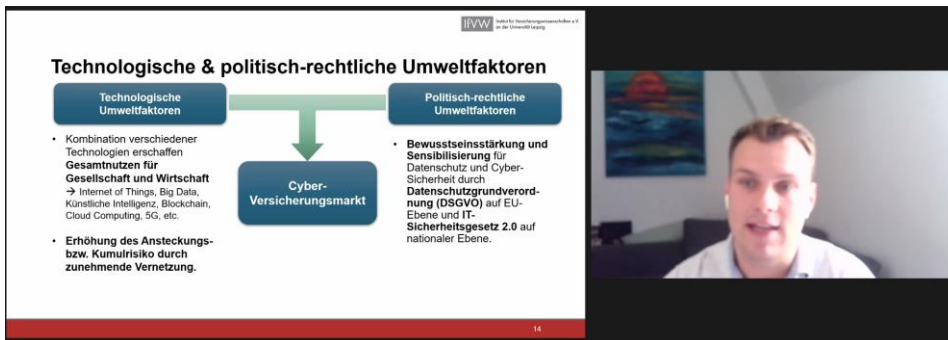 IfVW Institut für Versicherungswissenschaften e.V.
an der Universität Leipzig
Technologische & politisch-rechtliche Umweltfaktoren
Technologische
Umweltfaktoren
• Kombination verschiedener
Technologien erschaffen
Gesamtnutzen für
Gesellschaft und Wirtschaft
→ Internet of Things, Big Data,
Künstliche Intelligenz, Blockchain,
Cloud Computing, 5G, etc.
• Erhöhung des Ansteckungs-
bzw. Kumulrisiko durch
zunehmende Vernetzung.
Cyber-
Versicherungsmarkt
Politisch-rechtliche
Umweltfaktoren
• Bewusstseinsstärkung und
Sensibilisierung für
Datenschutz und Cyber-
Sicherheit durch
Datenschutzgrundverord-
nung (DSGVO) auf EU-
Ebene und IT-
Sicherheitsgesetz 2.0 auf
nationaler Ebene.
14